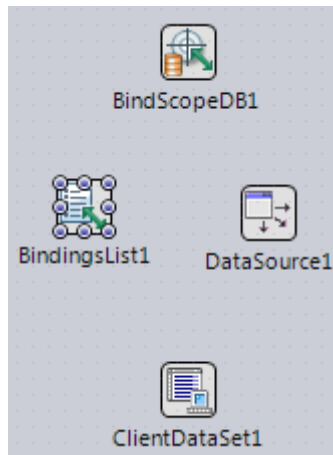 BindScopeDB1
BindingsList1
DataSource1
ClientDataSet1